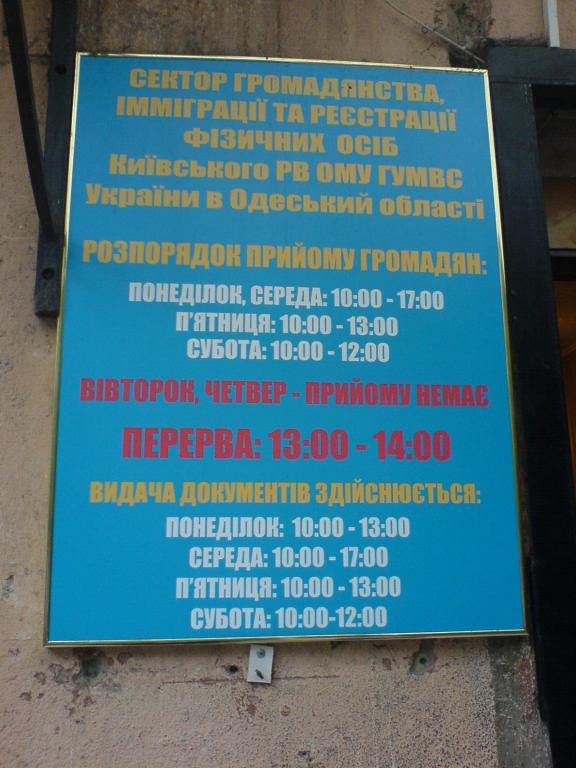 СЕКТОР ГРОМАДЯНСТВА,
ІММІГРАЦІЇ ТА РЕЄСТРАЦІЇ
ФІЗИЧНИХ ОСІБ
Київського РВ ОМУ ГУМВС
України в Одеський області
РОЗПОРЯДОК ПРИЙОМУ ГРОМАДЯН:
ПОНЕДІЛОК, СЕРЕДА: 10:00 - 17:00
П'ЯТНИЦЯ: 10:00 - 13:00
СУБОТА: 10:00 - 12:00
ВІВТОРОК, ЧЕТВЕР - ПРИЙОМУ НЕМАЄ
ПЕРЕРВА: 13:00 - 14:00
ВИДАЧА ДОКУМЕНТІВ ЗДІЙСНЮЄТЬСЯ:
ПОНЕДІЛОК: 10:00 - 13:00
СЕРЕДА: 10:00 - 17:00
П'ЯТНИЦЯ: 10:00 - 13:00
СУБОТА: 10:00-12:00